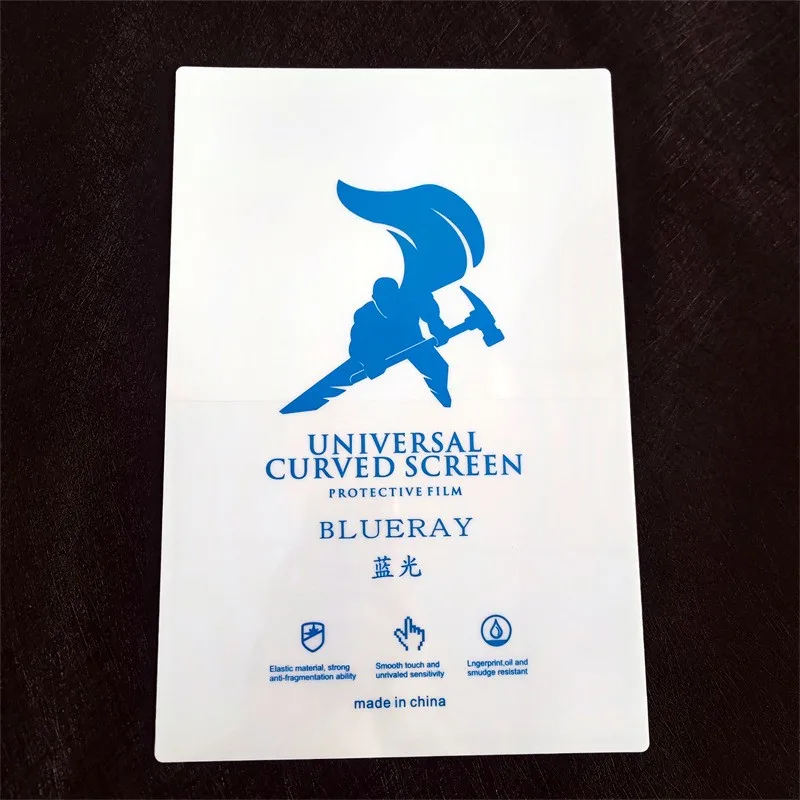 UNIVERSAL
CURVED SCREEN
PROTECTIVE FILM
BLUERAY
蓝光
Elastic material, strong
anti-fragmentation ability
Smooth touch and
unrivaled sensitivity
Lngerprint,oil and
smudge resistant
made in china